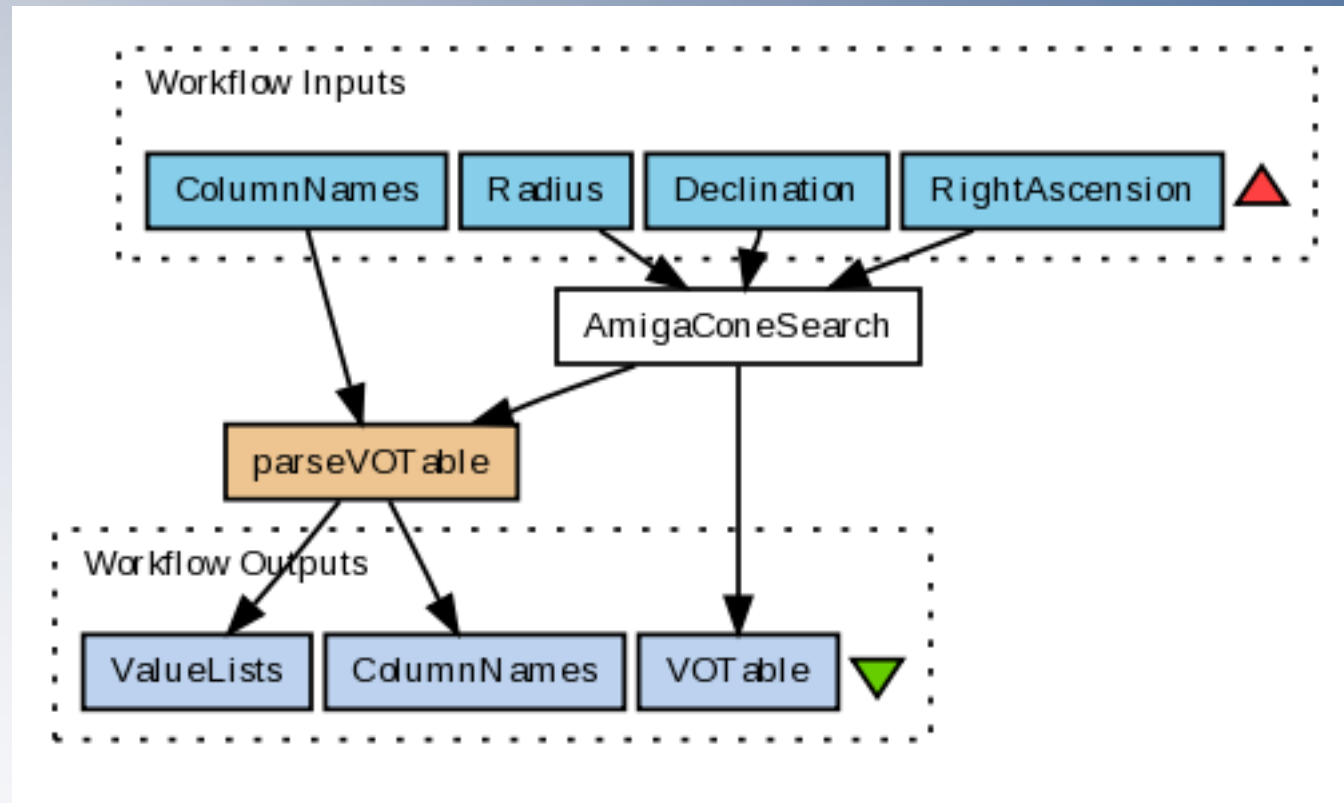 Workflow Inputs
ColumnNames
Radius
Declination
RightAscension
AmigaConeSearch
parseVOTable
Workflow Outputs
ValueLists
ColumnNames
VOTable